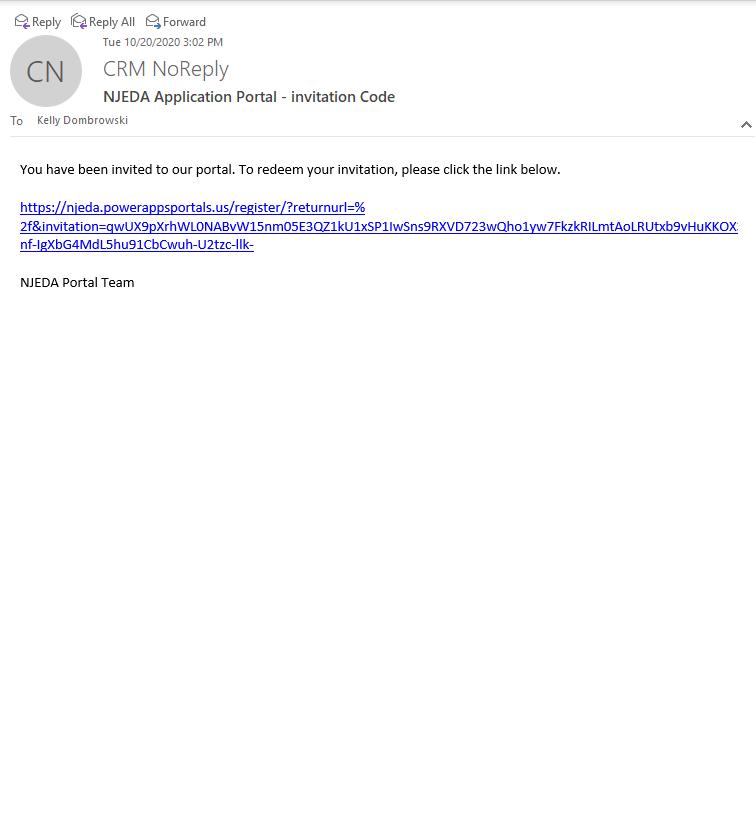 Reply Reply All Forward
Tue 10/20/2020 3:02 PM
CN
CRM NoReply
NJEDA Application Portal - invitation Code
To Kelly Dombrowski
You have been invited to our portal. To redeem your invitation, please click the link below.
https://njeda.powerappsportals.us/register/?returnurl=%
2f&invitation=qwUX9pXrhWL0NABvW15nm05E3QZ1kU1xSP1IwSns9RXVD723wQho1yw7FkzkRILmtAoLRUtxb9vHuKKOX
nf-IgXbG4MdL5hu91CbCwuh-U2tzc-Ilk-
NJEDA Portal Team